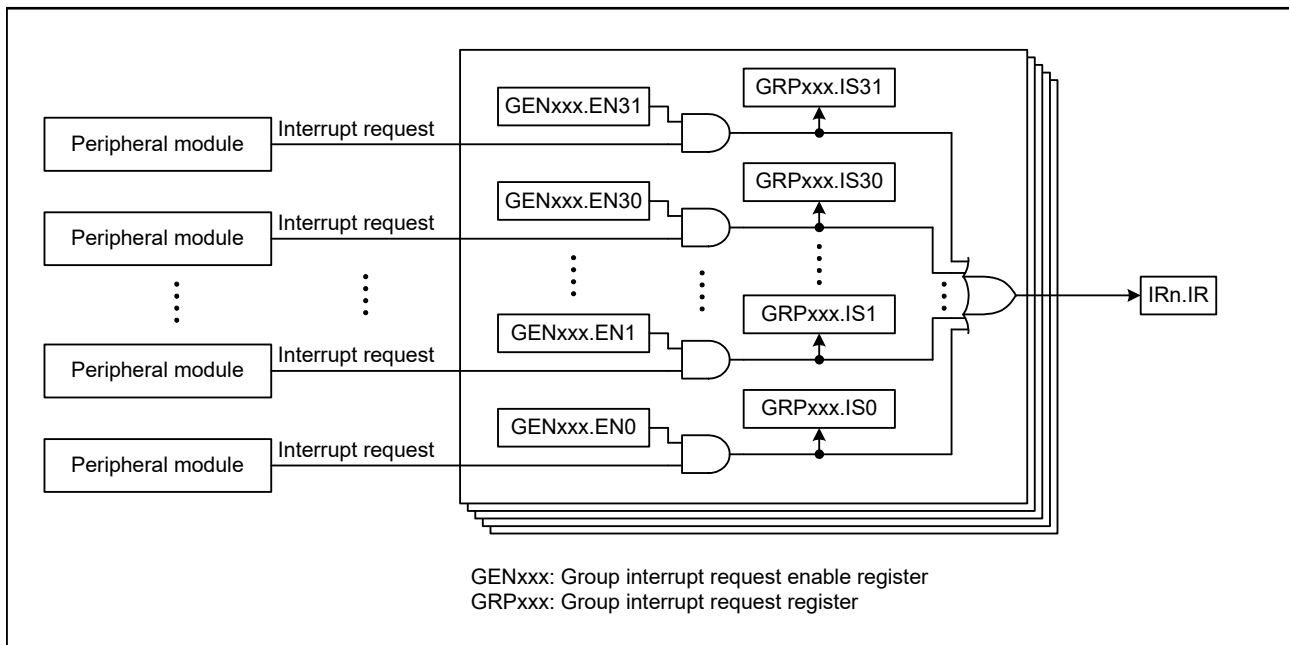 GENxxx.EN31
GRPxxx.IS31
Peripheral module
Interrupt request
GENxxx.EN30
GRPxxx.IS30
Peripheral module
Interrupt request
IRn.IR
GENxxx.EN1
GRPxxx.IS1
Peripheral module
Interrupt request
GENxxx.EN0
GRPxxx.IS0
Peripheral module
Interrupt request
GENxxx: Group interrupt request enable register
GRPxxx: Group interrupt request register